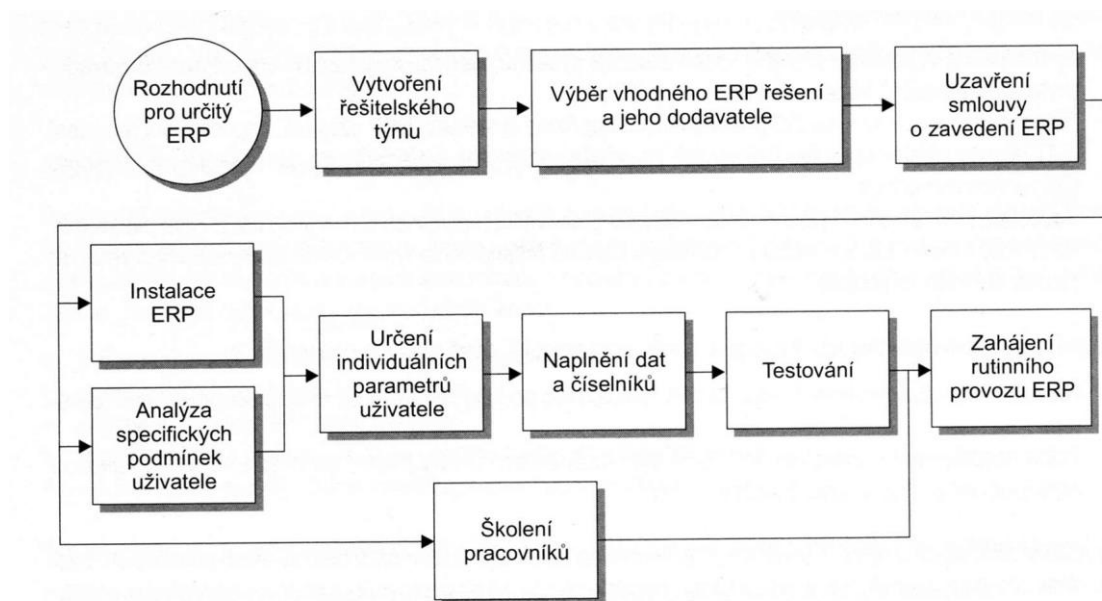 Rozhodnutí
pro určitý
ERP
Vytvoření
řešitelského
týmu
Výběr vhodného ERP řešení
a jeho dodavatele
Uzavření
smlouvy
o zavedení ERP
Instalace
ERP
Analýza
specifických
podmínek
uživatele
Určení
individuálních
parametrů
uživatele
Naplnění dat
a číselníků
Testování
Zahájení
rutinního
provozu ERP
Školení
pracovníků